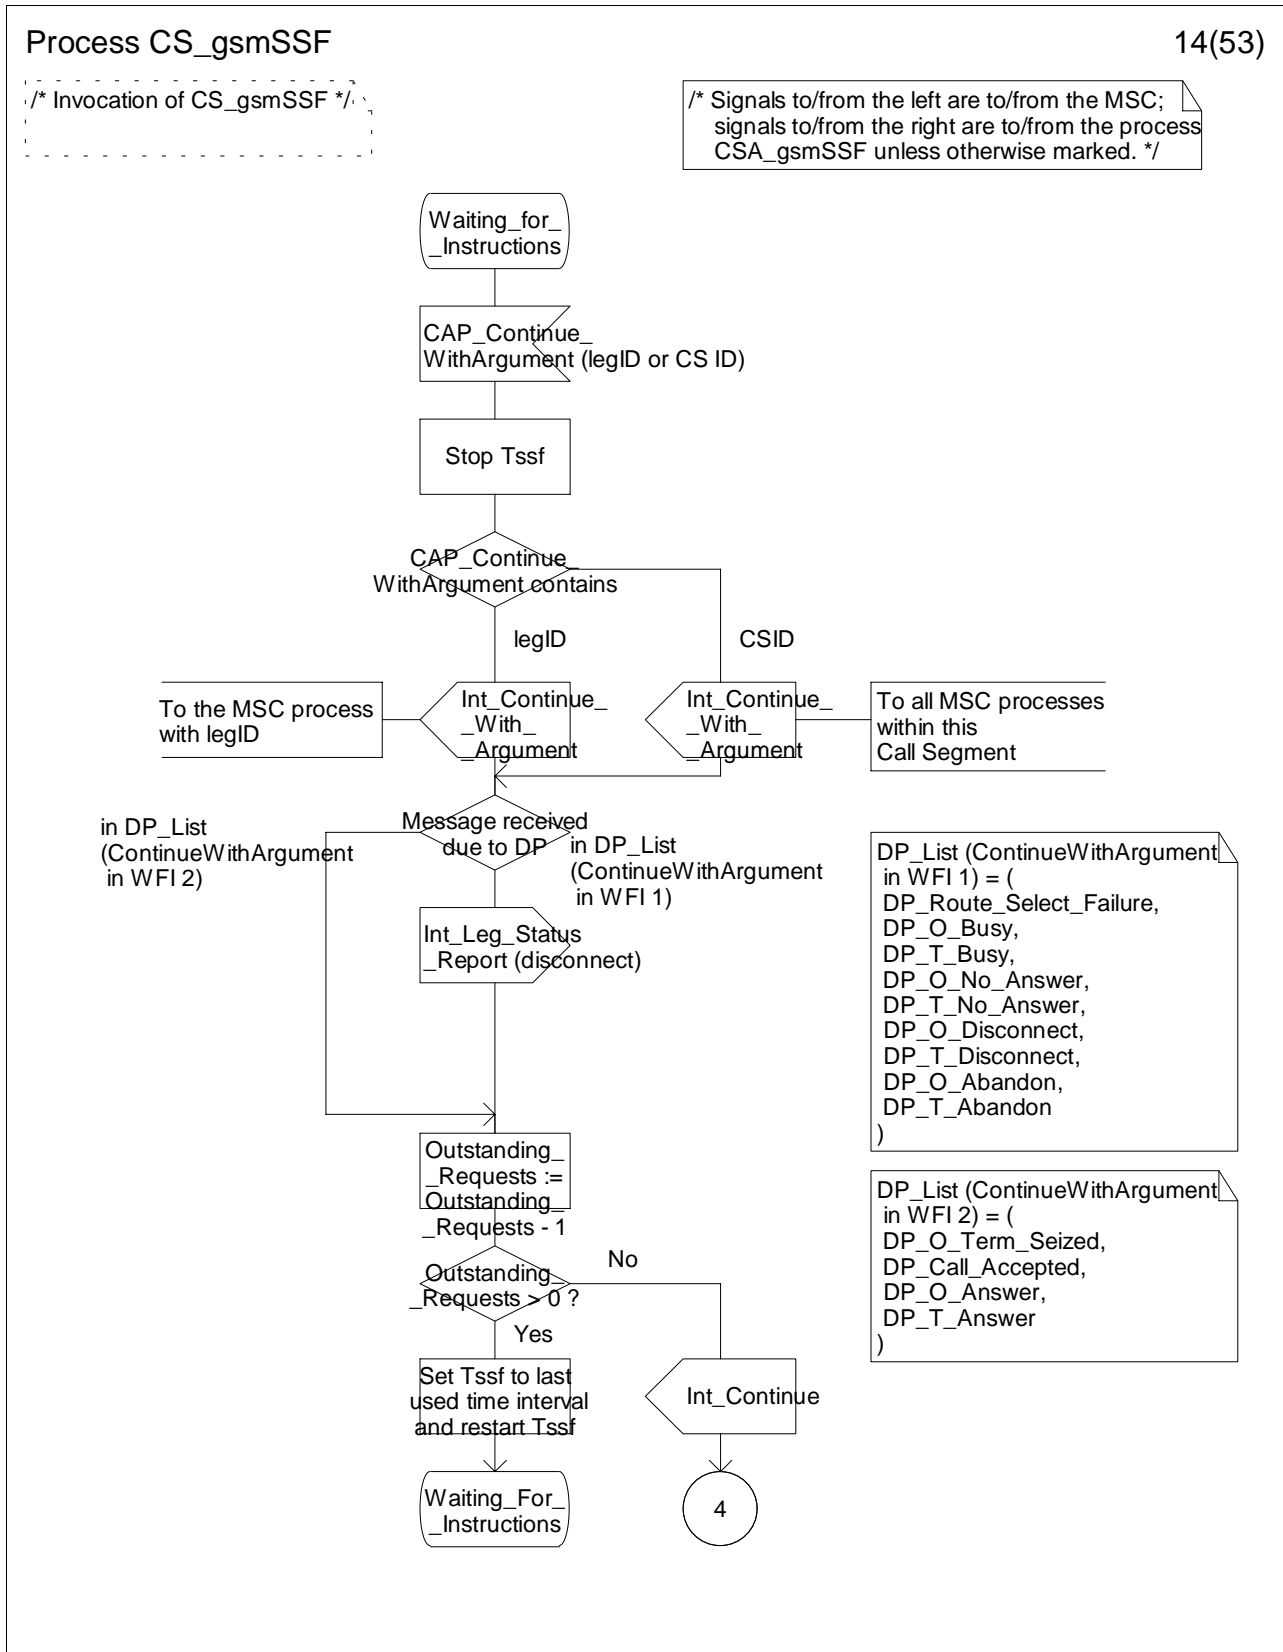 Process CS_gsmSSF
14(53)
/* Invocation of CS_gsmSSF */
/* Signals to/from the left are to/from the MSC;
signals to/from the right are to/from the process
CSA_gsmSSF unless otherwise marked. */
Waiting_for_
_Instructions
CAP_Continue_
WithArgument (legID or CS ID)
Stop Tssf
CAP_Continue_
WithArgument contains
legID
CSID
To the MSC process
with legID
Int_Continue_
_With_
_Argument
Int_Continue_
_With_
_Argument
To all MSC processes
within this
Call Segment
Message received
due to DP
in DP_List
(ContinueWithArgument
in WFI 2)
in DP_List
(ContinueWithArgument
in WFI 1)
Int_Leg_Status
_Report (disconnect)
DP_List (ContinueWithArgument
in WFI 1) = (
DP_Route_Select_Failure,
DP_O_Busy,
DP_T_Busy,
DP_O_No_Answer,
DP_T_No_Answer,
DP_O_Disconnect,
DP_T_Disconnect,
DP_O_Abandon,
DP_T_Abandon
)
Outstanding_
_Requests :=
Outstanding_
_Requests - 1
DP_List (ContinueWithArgument
in WFI 2) = (
DP_O_Term_Seized,
DP_Call_Accepted,
DP_O_Answer,
DP_T_Answer
)
Outstanding_
_Requests > 0 ?
No
Yes
Set Tssf to last
used time interval
and restart Tssf
Int_Continue
Waiting_For_
_Instructions
4